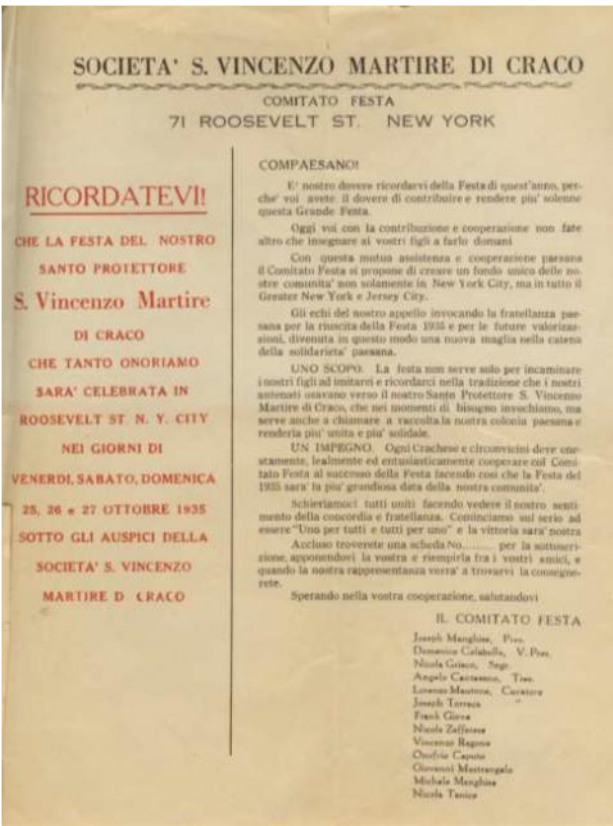 SOCIETA' S. VINCENZO MARTIRE DI CRACO
COMITATO FESTA
71 ROOSEVELT ST. NEW YORK
RICORDATEVI!
CHE LA FESTA DEL NOSTRO
SANTO PROTETTORE
S. Vincenzo Martire
DI CRACO
CHE TANTO ONORIAMO
SARA' CELEBRATA IN
ROOSEVELT ST. N. Y. CITY
NEI GIORNI DI
VENERDI, SABATO, DOMENICA
25, 26 e 27 OTTOBRE 1935
SOTTO GLI AUSPICI DELLA
SOCIETA' S. VINCENZO
MARTIRE D CRACO
COMPAESANO!
E' nostro dovere ricordarvi della Festa di quest'anno, per-
che' voi avete il dovere di contribuire e rendere piu' solenne
questa Grande Festa.
Oggi voi con la contribuzione e cooperazione non fate
altro che insegnare ai vostri figli a farlo domani
Con questa mutua assistenza e cooperazione paesana
il Comitato Festa si propone di creare un fondo unico delle no-
stre comunita' non solamente in New York City, ma in tutto il
Greater New York e Jersey City.
Gli echi del nostro appello invocando la fratellanza pae-
sana per la riuscita della Festa 1935 e per le future valorizza-
zioni, divenuta in questo modo una nuova maglia nella catena
della solidarieta' paesana.
UNO SCOPO. La festa non serve solo per incaminare
i nostri figli ad imitarci e ricordarci nella tradizione che i nostri
antenati usavano verso il nostro Santo Protettore S. Vincenzo
Martire di Craco, che nei momenti di bisogno invochiamo, ma
serve anche a chiamare a raccolta la nostra colonia paesana e
renderla piu' unita e piu' solidale.
UN IMPEGNO. Ogni Crachese e circonvicini deve one-
stamente, lealmente ed entusiasticamente cooperare col Comi-
tato Festa al successo della Festa facendo cosi che la Festa del
1935 sara' la piu' grandiosa data della nostra comunita'.
Schieriamoci tutti uniti facendo vedere il nostro senti-
mento della concordia e fratellanza. Cominciamo sul serio ad
essere "Uno per tutti e tutti per uno" e la vittoria sara' nostra
Accluso troverete una scheda No......... per la sottoscri-
zione, apponendovi la vostra e riempirla fra i vostri amici, e
quando la nostra rappresentanza verra' a trovarvi la consegne-
rete.
Sperando nella vostra cooperazione, salutandovi
IL COMITATO FESTA
Joseph Manghise, Pres.
Domenico Calabella, V. Pres.
Nicola Grieco, Segr.
Angelo Cantasano, Tres.
Lorenzo Mautone, Curatore
Joseph Torraca "
Frank Giova
Nicola Zafferese
Vincenzo Ragone
Onofrio Caputo
Giovanni Mastrangelo
Michele Manghise
Nicola